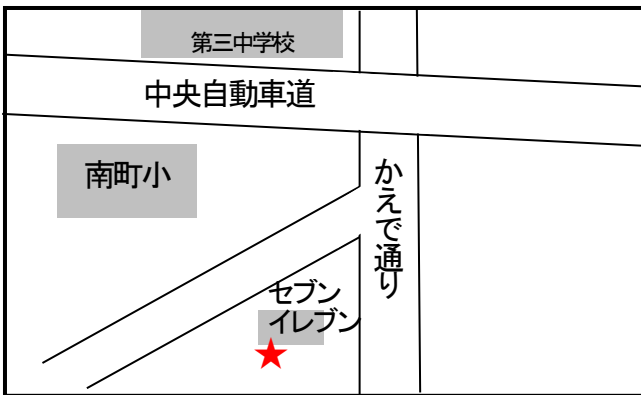 第三中学校
中央自動車道
南町小
かえで通り
セブン
イレブン